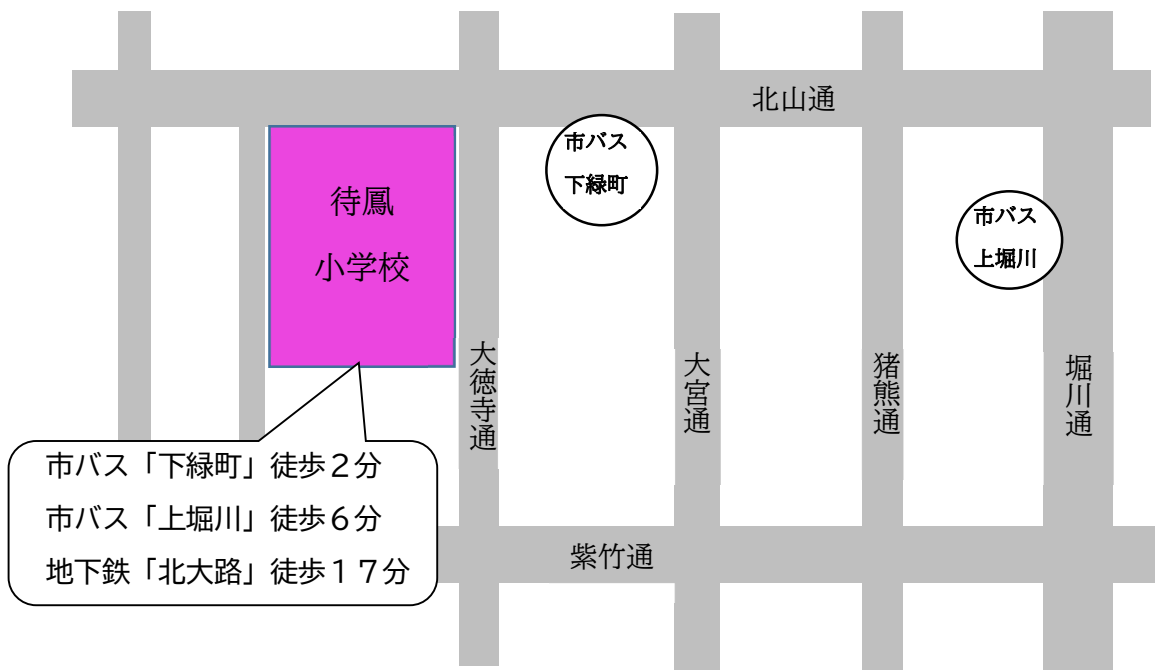 北山通
市バス
下緑町
待鳳
小学校
市バス
上堀川
大徳寺通
大宮通
猪熊通
堀川通
市バス「下緑町」徒歩２分
市バス「上堀川」徒歩６分
地下鉄「北大路」徒歩１７分
紫竹通